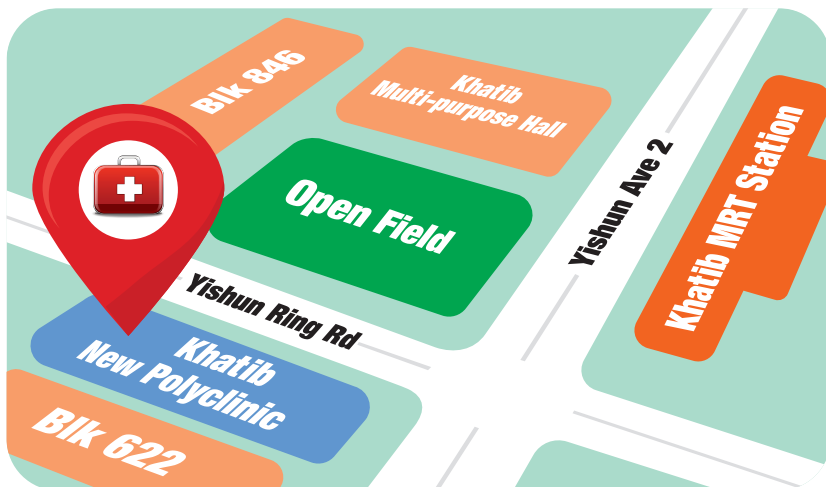 Blk 846
Khatib
Multi-purpose Hall
Open Field
Yishun Ave 2
Khatib MRT Station
Yishun Ring Rd
Khatib
New Polyclinic
Blk 622